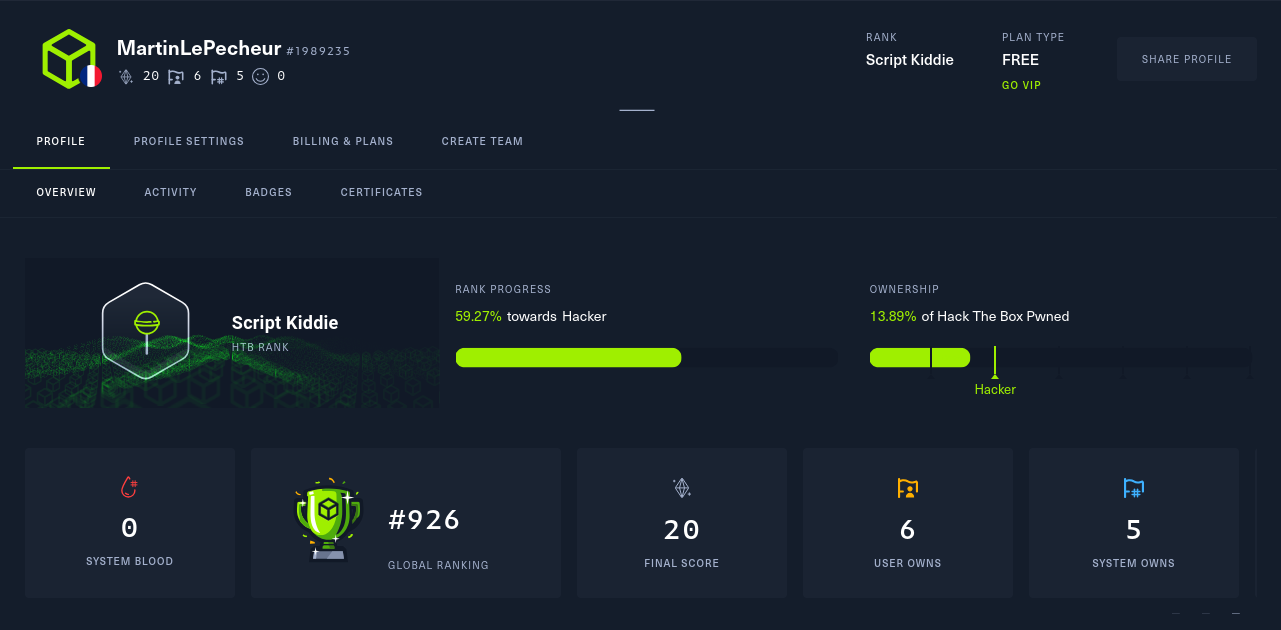 MartinLePecheur #1989235
20 6 5 0
RANK
Script Kiddie
PLAN TYPE
FREE
GO VIP
SHARE PROFILE
PROFILE PROFILE SETTINGS BILLING & PLANS CREATE TEAM
OVERVIEW ACTIVITY BADGES CERTIFICATES
Script Kiddie
HTB RANK
RANK PROGRESS
59.27% towards Hacker
OWNERSHIP
13.89% of Hack The Box Pwned
Hacker
0
SYSTEM BLOOD
#926
GLOBAL RANKING
20
FINAL SCORE
6
USER OWNS
5
SYSTEM OWNS